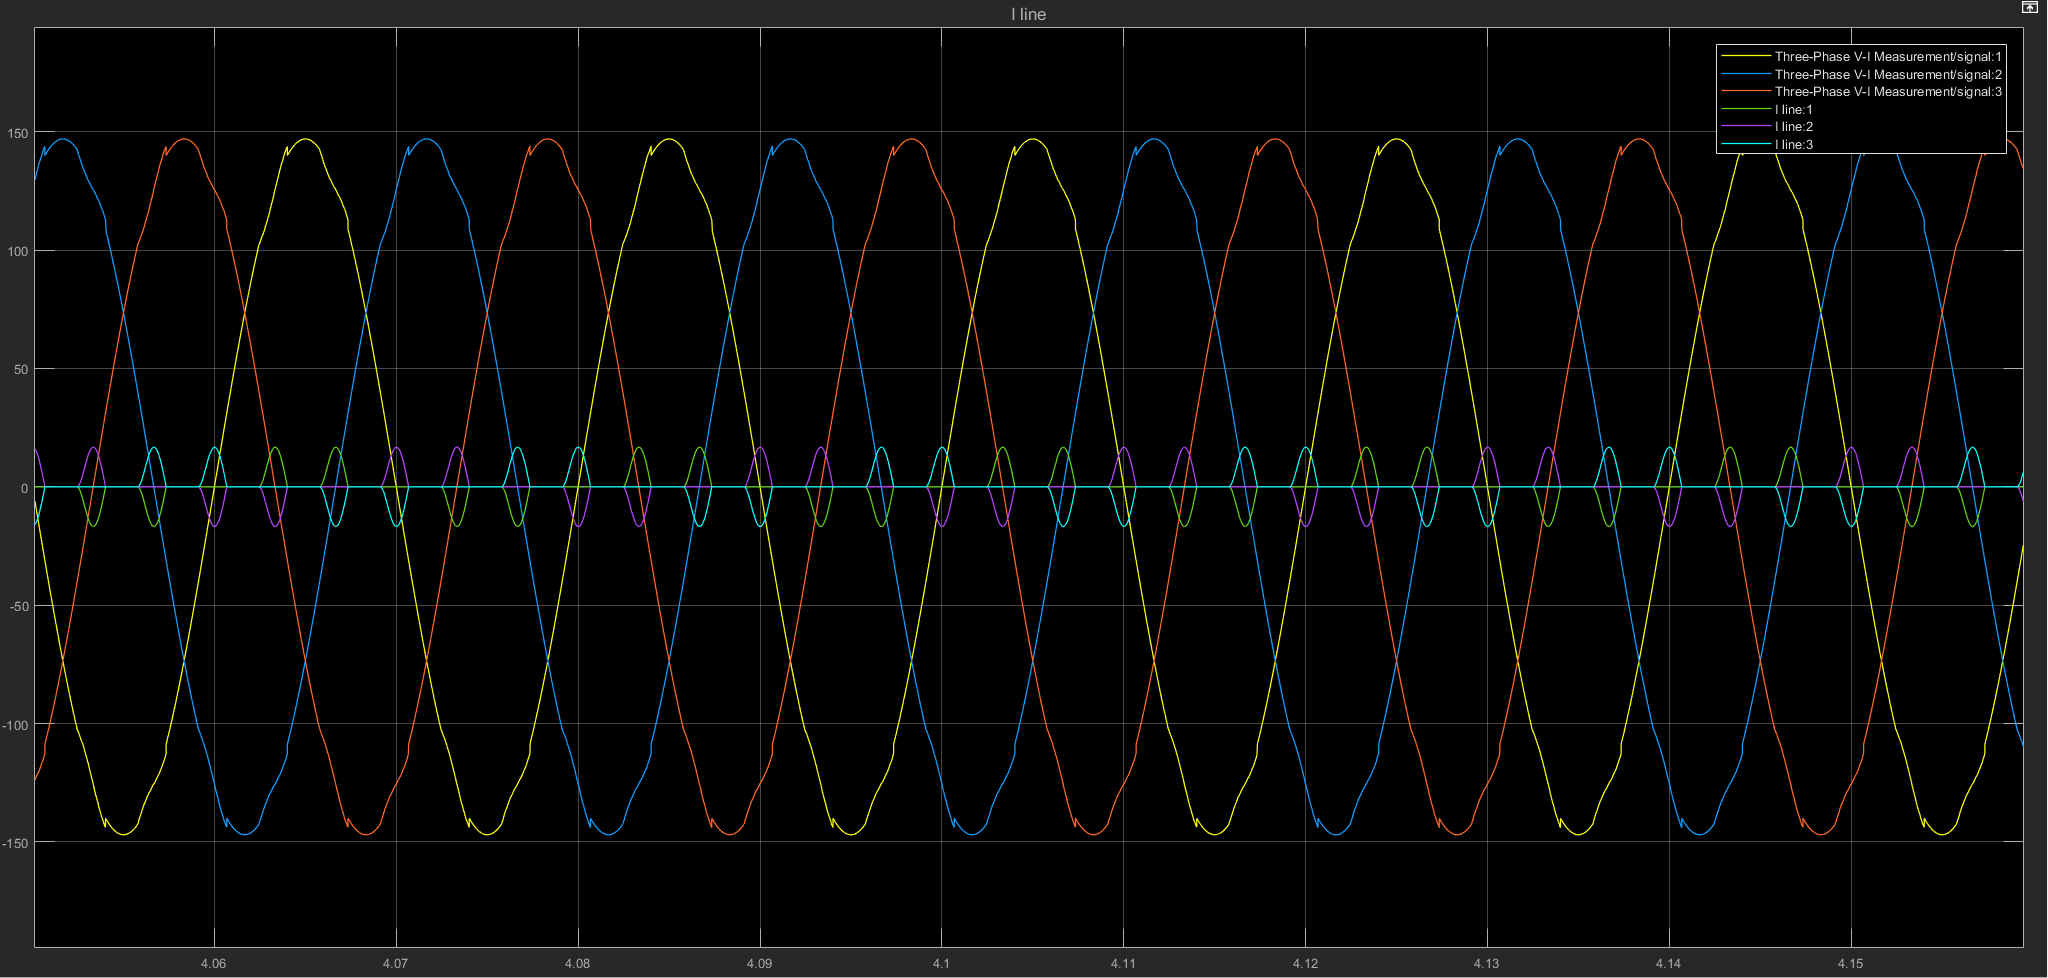 I line
Three-Phase V-I Measurement/signal:1
Three-Phase V-I Measurement/signal:2
Three-Phase V-I Measurement/signal:3
I line:1
I line:2
I line:3
150
100
50
0
-50
-100
-150
4.06 4.07 4.08 4.09 4.1 4.11 4.12 4.13 4.14 4.15